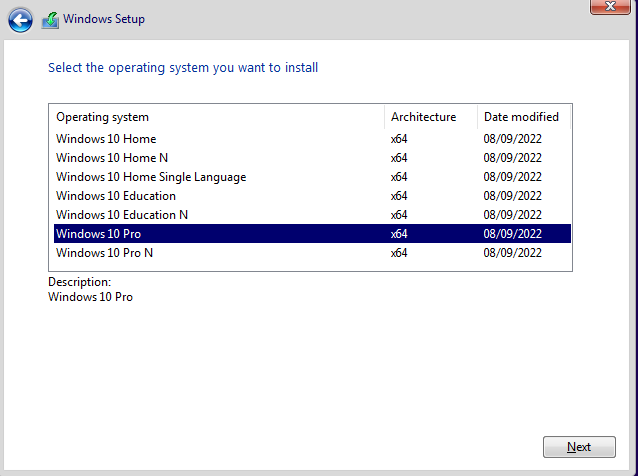 Windows Setup
Select the operating system you want to install
Operating system Architecture Date modified
Windows 10 Home x64 08/09/2022
Windows 10 Home N x64 08/09/2022
Windows 10 Home Single Language x64 08/09/2022
Windows 10 Education x64 08/09/2022
Windows 10 Education N x64 08/09/2022
Windows 10 Pro x64 08/09/2022
Windows 10 Pro N x64 08/09/2022
Description:
Windows 10 Pro
Next